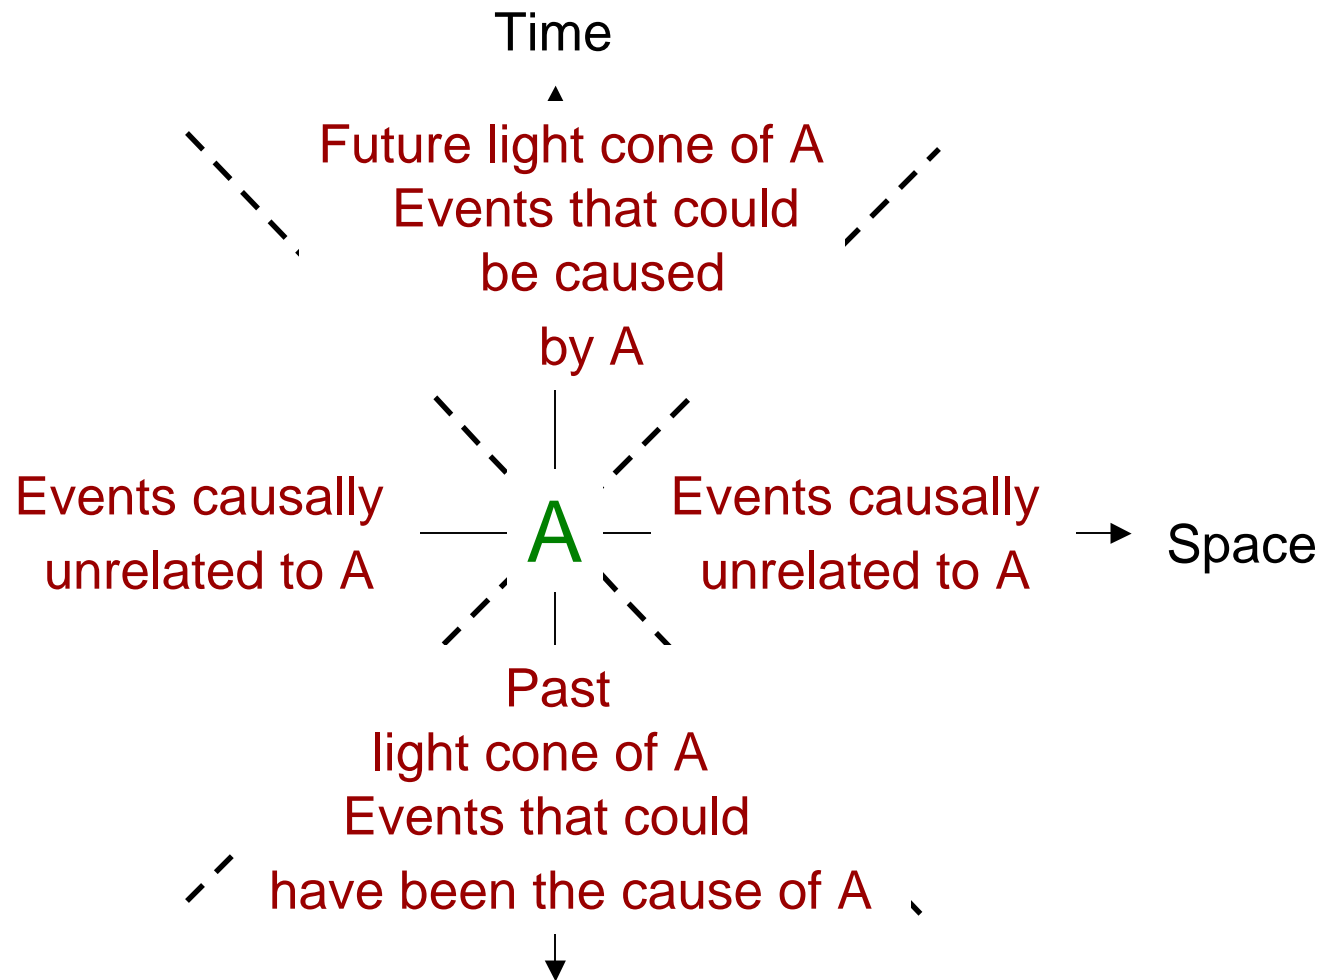 Time
Future light cone of A
Events that could
be caused
by A
Events causally
unrelated to A
A
Events causally
unrelated to A
Space
Past
light cone of A
Events that could
have been the cause of A